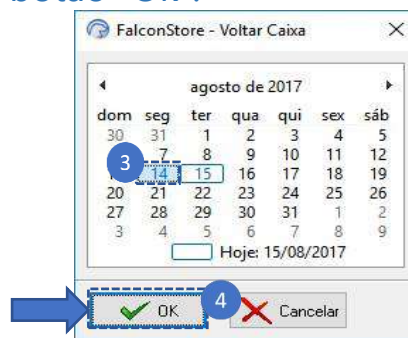 FalconStore - Voltar Caixa
agosto de 2017
dom seg ter qua qui sex sáb
30 31 1 2 3 4 5
7 8 9 10 11 12
3
14 15 16 17 18 19
20 21 22 23 24 25 26
27 28 29 30 31 1 2
3 4 5 6 7 8 9
Hoje: 15/08/2017
OK 4 Cancelar